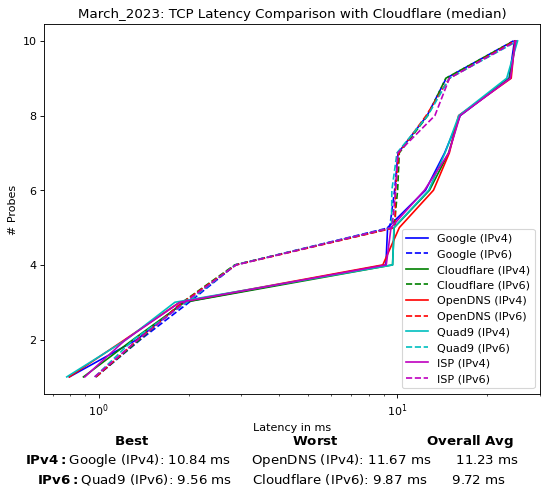 March_2023: TCP Latency Comparison with Cloudflare (median)
10
8
6
4
2
# Probes
Google (IPv4)
Google (IPv6)
Cloudflare (IPv4)
Cloudflare (IPv6)
OpenDNS (IPv4)
OpenDNS (IPv6)
Quad9 (IPv4)
Quad9 (IPv6)
ISP (IPv4)
ISP (IPv6)
10⁰ 10¹
Latency in ms
Best Worst Overall Avg
IPv4: Google (IPv4): 10.84 ms OpenDNS (IPv4): 11.67 ms 11.23 ms
IPv6: Quad9 (IPv6): 9.56 ms Cloudflare (IPv6): 9.87 ms 9.72 ms